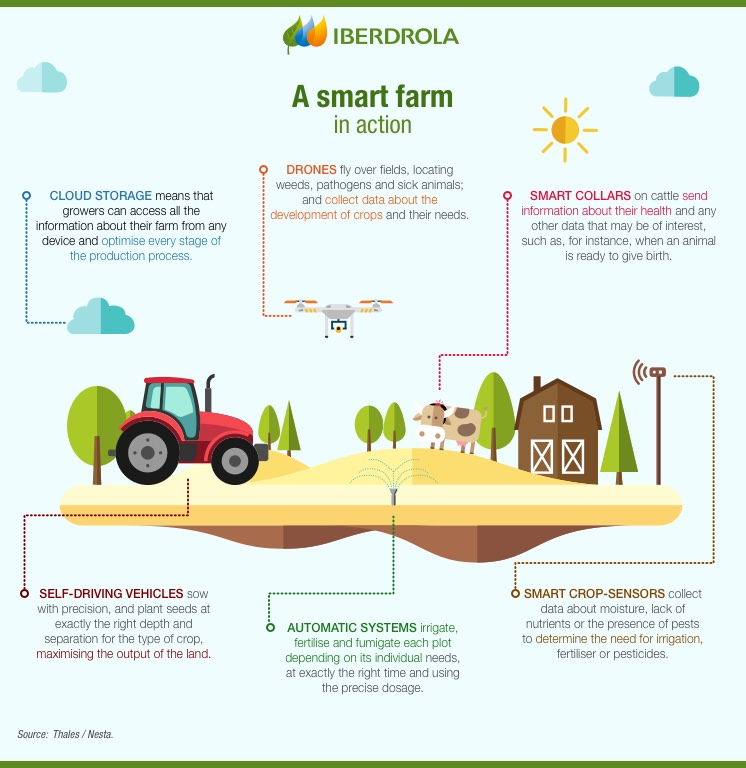 IBERDROLA
A smart farm
in action
CLOUD STORAGE means that
growers can access all the
information about their farm from any
device and optimise every stage of
the production process.
DRONES fly over fields, locating
weeds, pathogens and sick animals;
and collect data about the
development of crops and their needs.
SMART COLLARS on cattle send
information about their health and any
other data that may be of interest,
such as, for instance, when an animal
is ready to give birth.
SELF-DRIVING VEHICLES sow
with precision, and plant seeds at
exactly the right depth and
separation for the type of crop,
maximising the output of the land.
AUTOMATIC SYSTEMS irrigate,
fertilise and fumigate each plot
depending on its individual needs,
at exactly the right time and using
the precise dosage.
SMART CROP-SENSORS collect
data about moisture, lack of
nutrients or the presence of pests
to determine the need for irrigation,
fertiliser or pesticides.
Source: Thales / Nesta.